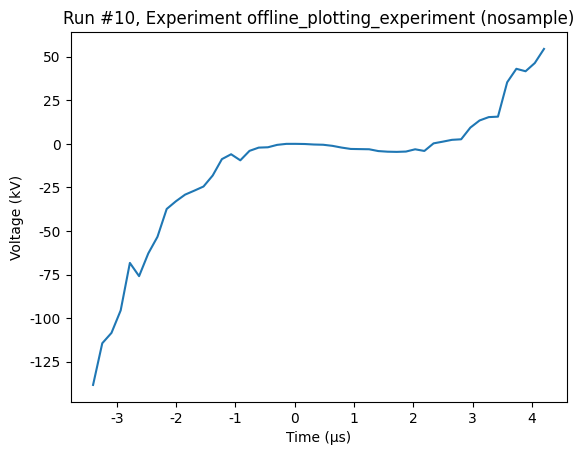 Run #10, Experiment offline_plotting_experiment (nosample)
50
25
0
-25
-50
-75
-100
-125
Voltage (kV)
-3 -2 -1 0 1 2 3 4
Time (μs)